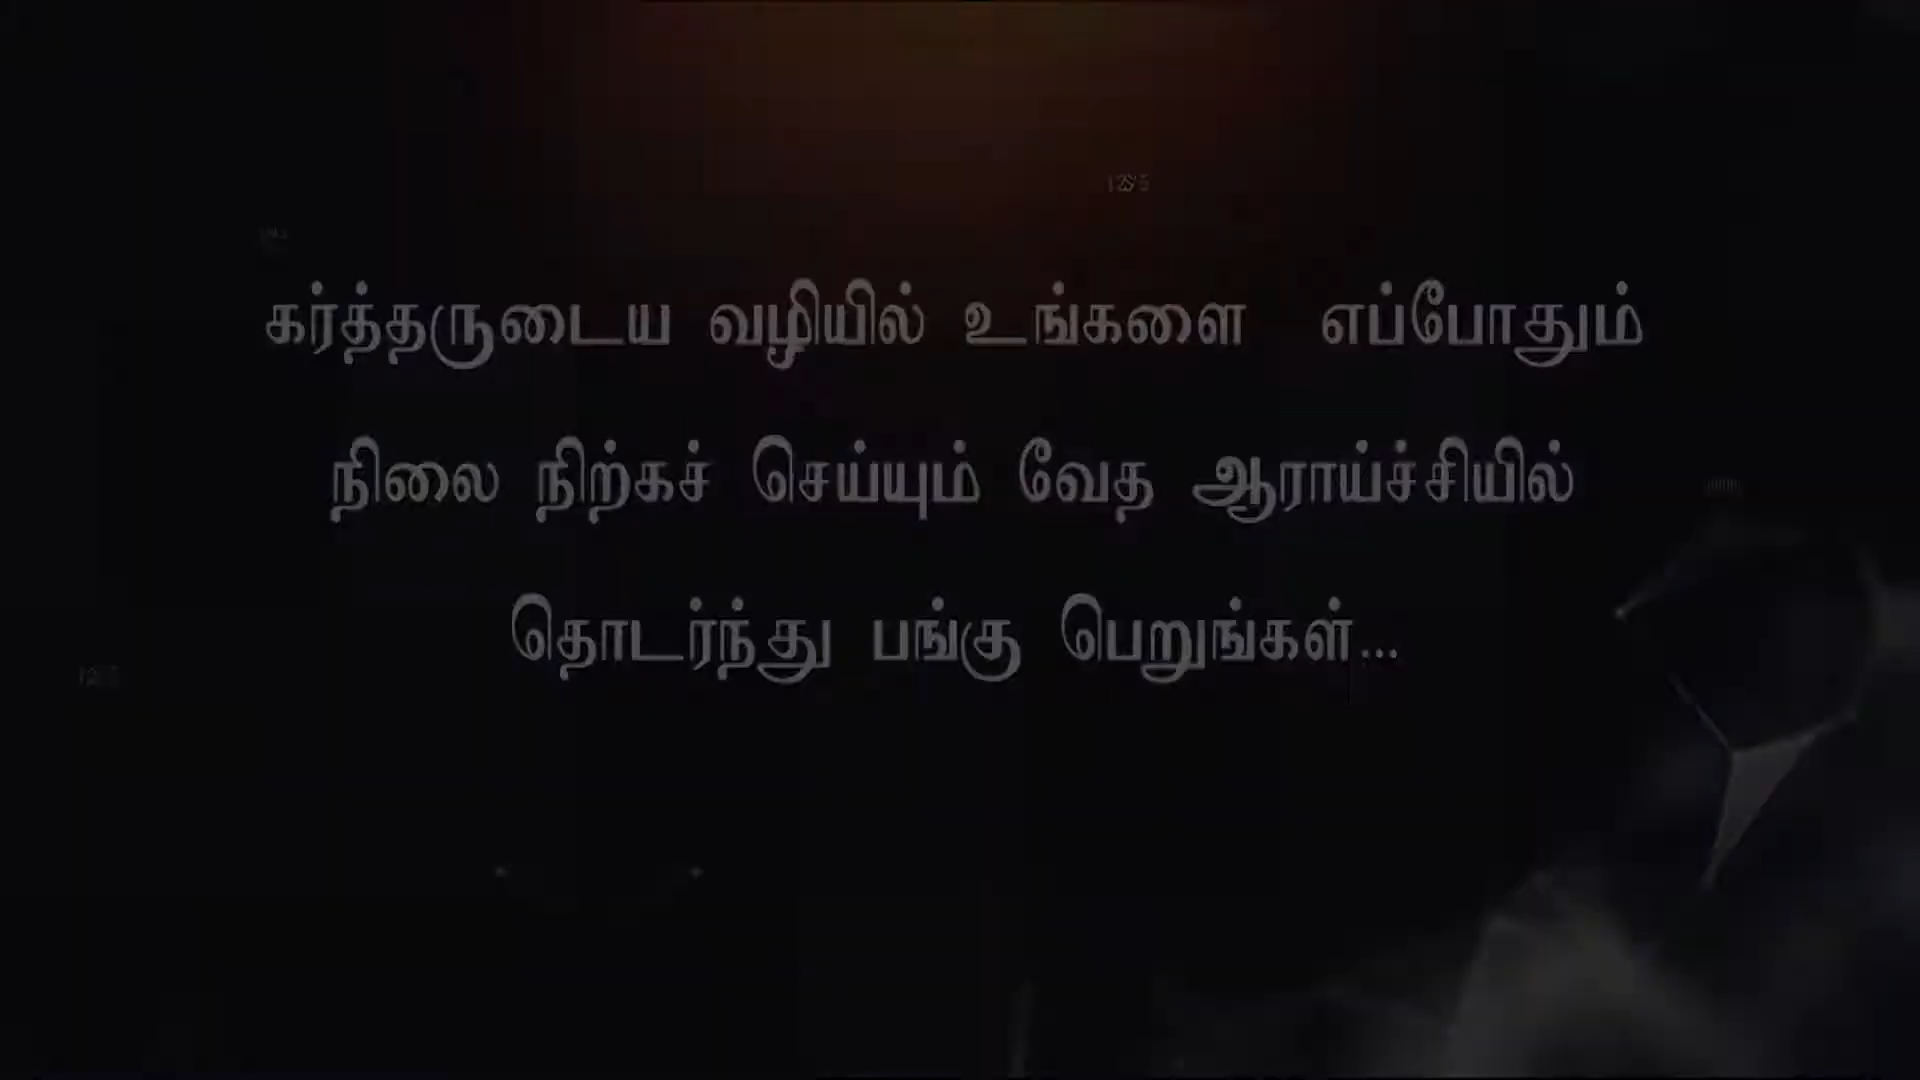 கர்த்தருடைய வழியில் உங்களை எப்போதும்
நிலை நிற்கச் செய்யும் வேத ஆராய்ச்சியில்
தொடர்ந்து பங்கு பெறுங்கள்...